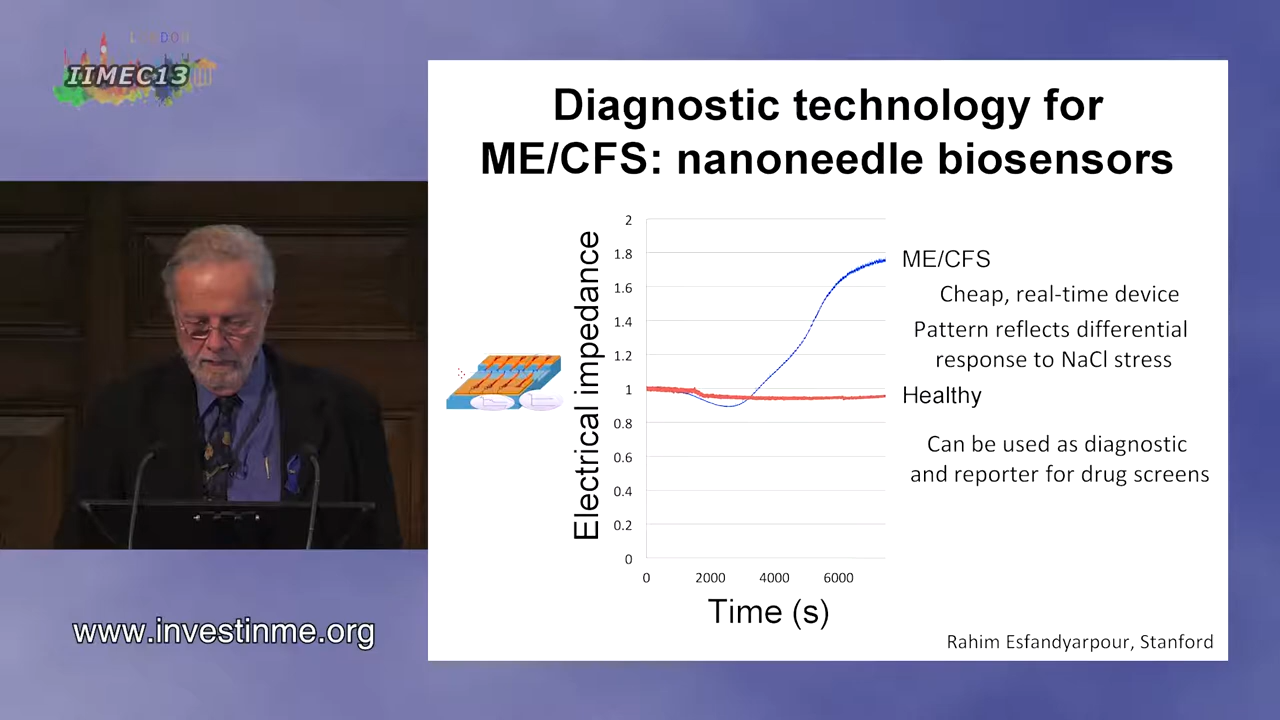 LONDON
IIMEC13
Diagnostic technology for
ME/CFS: nanoneedle biosensors
Electrical impedance
2
1.8
1.6
1.4
1.2
1
0.8
0.6
0.4
0.2
0
0 2000 4000 6000
Time (s)
ME/CFS
Cheap, real-time device
Pattern reflects differential
response to NaCl stress
Healthy
Can be used as diagnostic
and reporter for drug screens
Rahim Esfandyarpour, Stanford
www.investinme.org